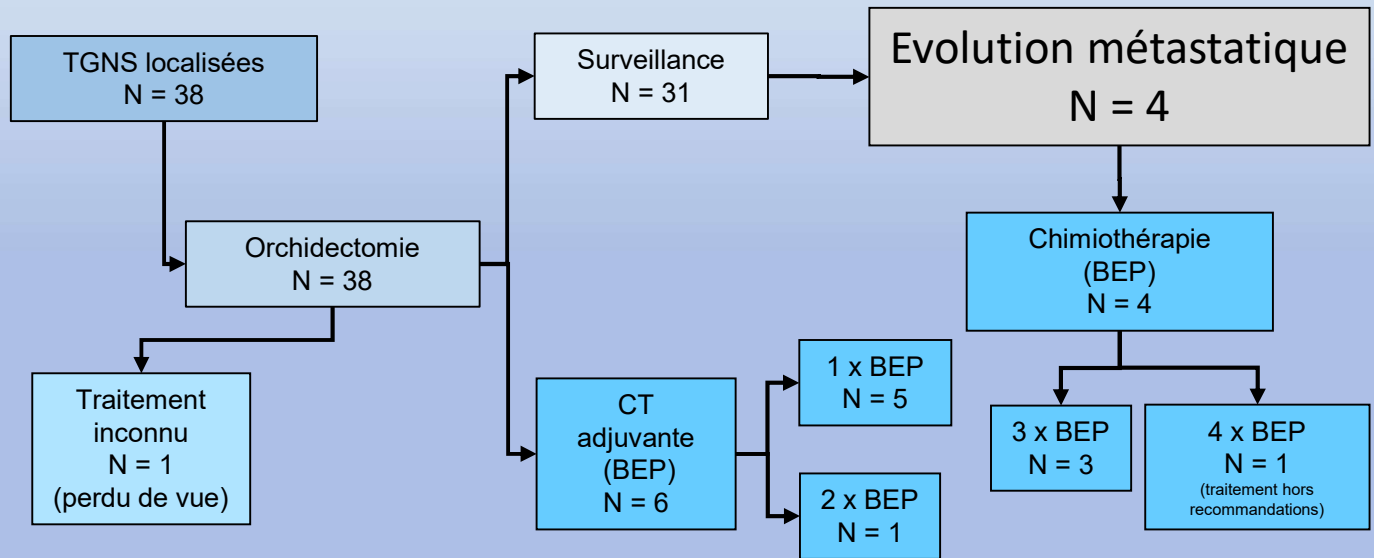 TGNS localisées
N = 38
Surveillance
N = 31
Evolution métastatique
N = 4
Orchidectomie
N = 38
Chimiothérapie
(BEP)
N = 4
Traitement
inconnu
N = 1
(perdu de vue)
CT
adjuvante
(BEP)
N = 6
1 x BEP
N = 5
2 x BEP
N = 1
3 x BEP
N = 3
4 x BEP
N = 1
(traitement hors
recommandations)